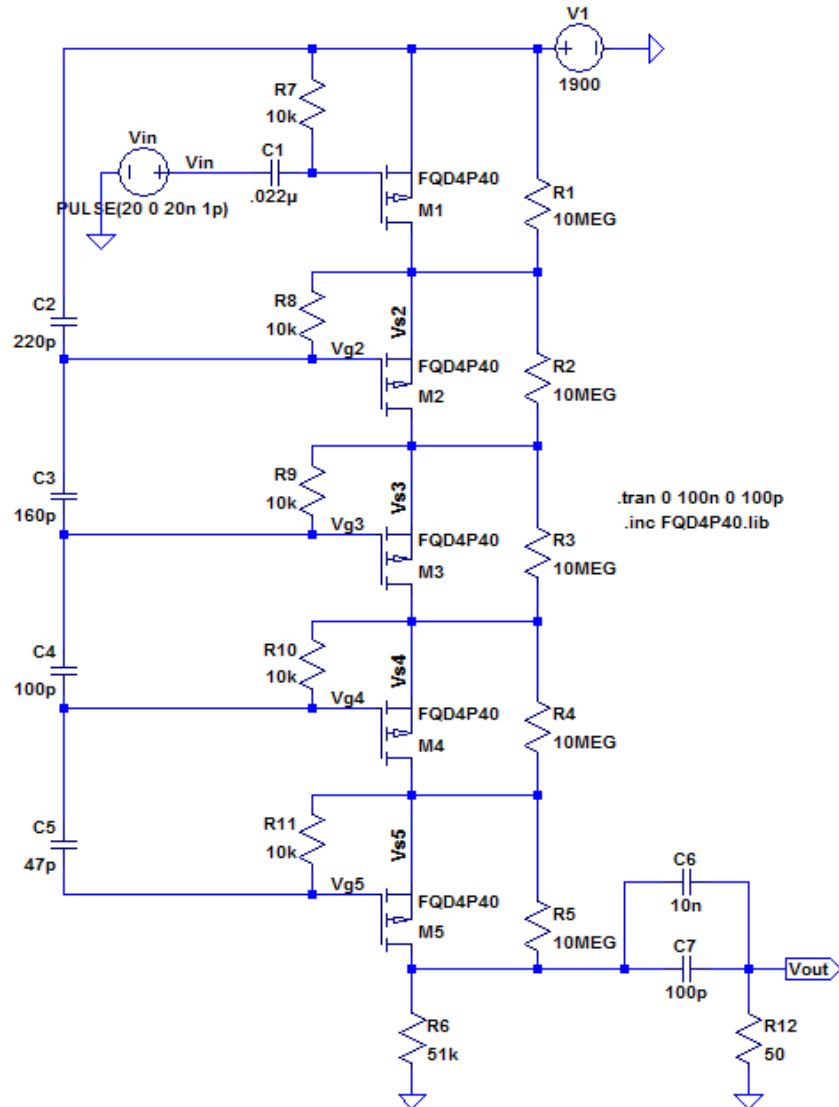 V1
1900
R7
10k
Vin
Vin
C1
.022µ
PULSE(20 0 20n 1p)
FQD4P40
M1
R1
10MEG
C2
220p
R8
10k
Vs2
Vg2
FQD4P40
M2
R2
10MEG
C3
160p
R9
10k
Vs3
Vg3
FQD4P40
M3
R3
10MEG
.tran 0 100n 0 100p
.inc FQD4P40.lib
C4
100p
R10
10k
Vs4
Vg4
FQD4P40
M4
R4
10MEG
C5
47p
R11
10k
Vs5
Vg5
FQD4P40
M5
R5
10MEG
C6
10n
C7
100p
Vout
R6
51k
R12
50